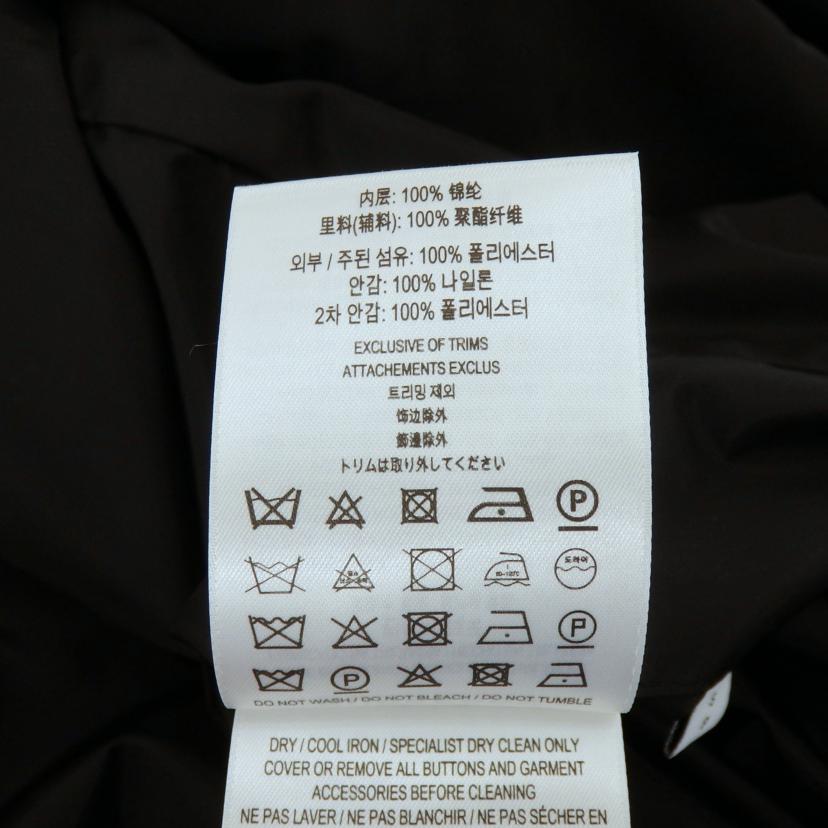 内层: 100% 锦纶
里料(辅料): 100% 聚酯纤维
외부 / 주된 섬유: 100% 폴리에스터
안감: 100% 나일론
2차 안감: 100% 폴리에스터
EXCLUSIVE OF TRIMS
ATTACHEMENTS EXCLUS
트리밍 제외
饰边除外
飾邊除外
トリムは取り外してください
P
드라이
P
P
DO NOT WASH / DO NOT BLEACH / DO NOT TUMBLE
DRY / COOL IRON / SPECIALIST DRY CLEAN ONLY
COVER OR REMOVE ALL BUTTONS AND GARMENT
ACCESSORIES BEFORE CLEANING
NE PAS LAVER / NE PAS BLANCHIR / NE PAS SÉCHER EN